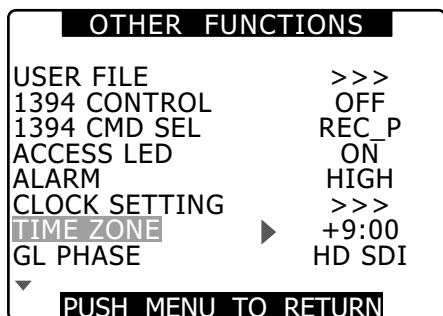 OTHER FUNCTIONS
USER FILE >>>
1394 CONTROL OFF
1394 CMD SEL REC_P
ACCESS LED ON
ALARM HIGH
CLOCK SETTING >>>
TIME ZONE +9:00
GL PHASE HD SDI
PUSH MENU TO RETURN